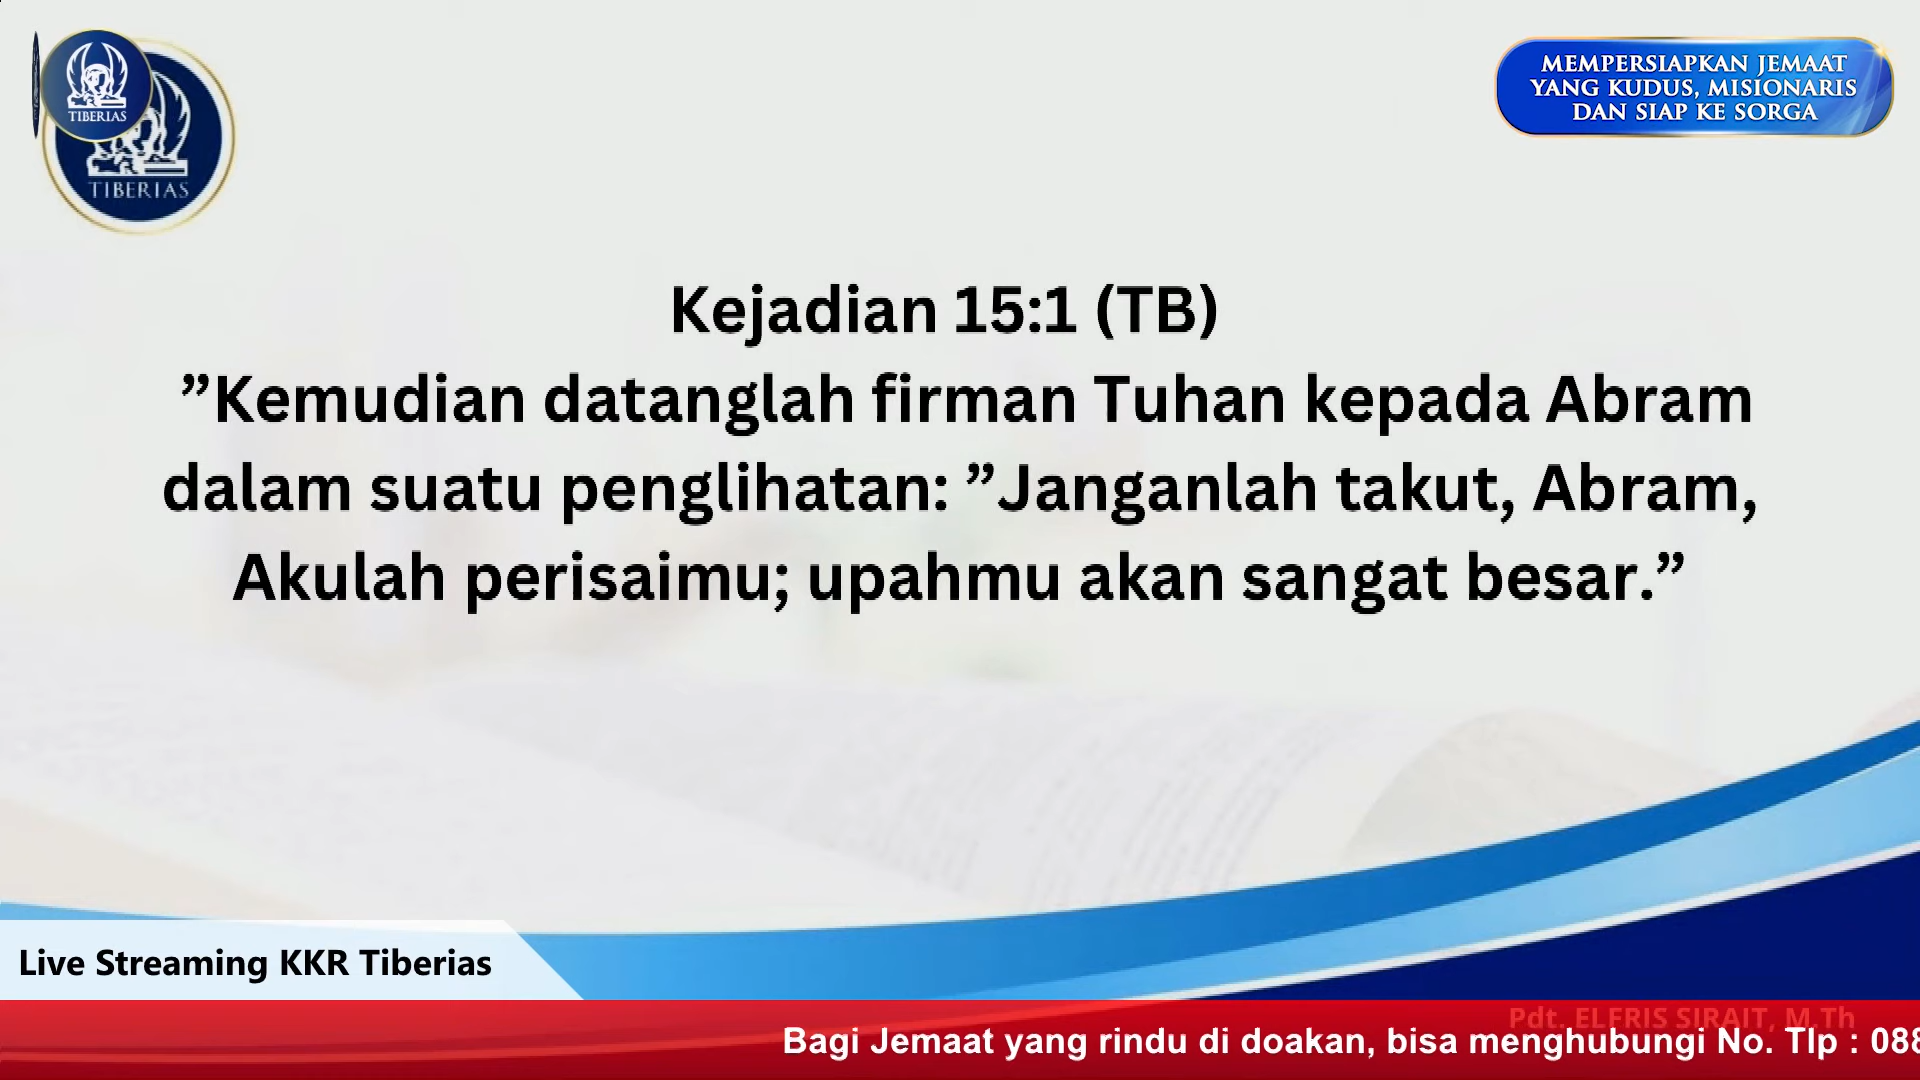 TIBERIAS
TIBERIAS
MEMPERSIAPKAN JEMAAT
YANG KUDUS, MISIONARIS
DAN SIAP KE SORGA
Kejadian 15:1 (TB)
”Kemudian datanglah firman Tuhan kepada Abram
dalam suatu penglihatan: ”Janganlah takut, Abram,
Akulah perisaimu; upahmu akan sangat besar.”
Live Streaming KKR Tiberias
Pdt. ELFRIS SIRAIT, M.Th
Bagi Jemaat yang rindu di doakan, bisa menghubungi No. Tlp : 088